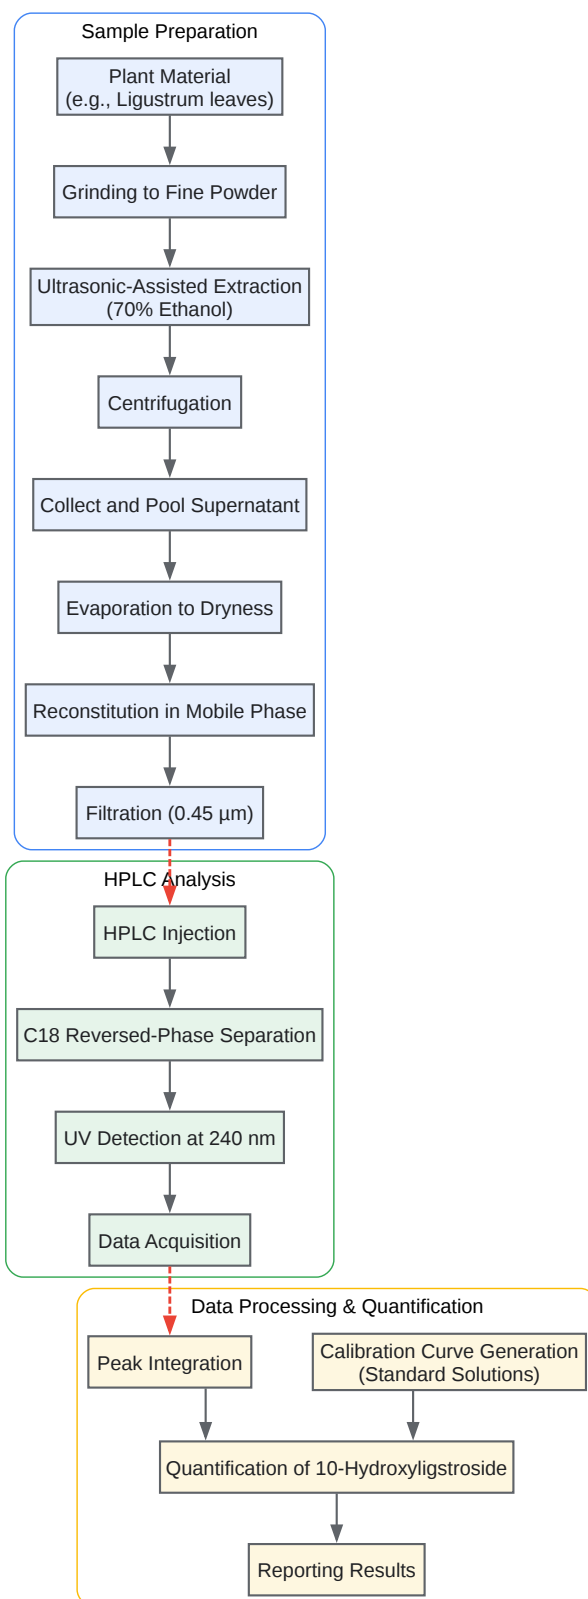 Sample Preparation
Plant Material
(e.g., Ligustrum leaves)
Grinding to Fine Powder
Ultrasonic-Assisted Extraction
(70% Ethanol)
Centrifugation
Collect and Pool Supernatant
Evaporation to Dryness
Reconstitution in Mobile Phase
Filtration (0.45 µm)
HPLC Analysis
HPLC Injection
C18 Reversed-Phase Separation
UV Detection at 240 nm
Data Acquisition
Data Processing & Quantification
Peak Integration
Calibration Curve Generation
(Standard Solutions)
Quantification of 10-Hydroxyligstroside
Reporting Results